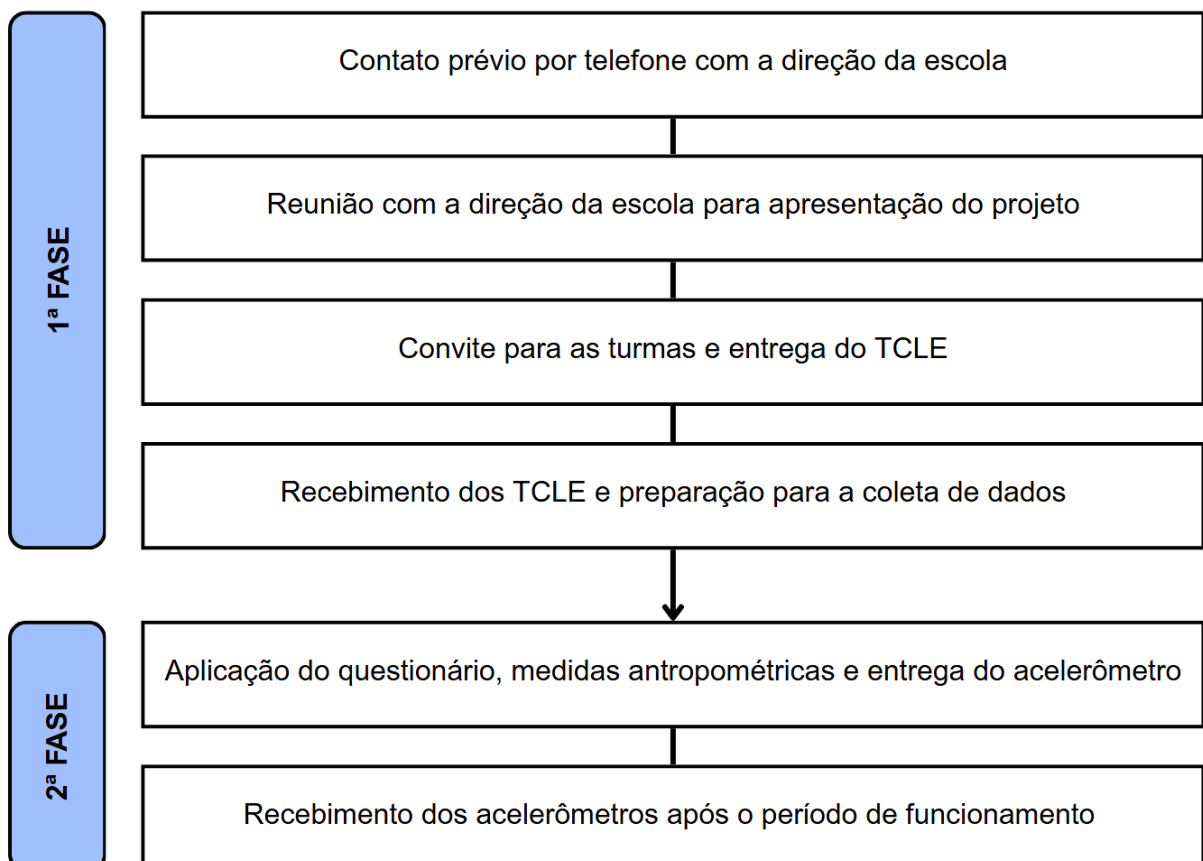 1ª FASE
Contato prévio por telefone com a direção da escola
Reunião com a direção da escola para apresentação do projeto
Convite para as turmas e entrega do TCLE
Recebimento dos TCLE e preparação para a coleta de dados
2ª FASE
Aplicação do questionário, medidas antropométricas e entrega do acelerômetro
Recebimento dos acelerômetros após o período de funcionamento